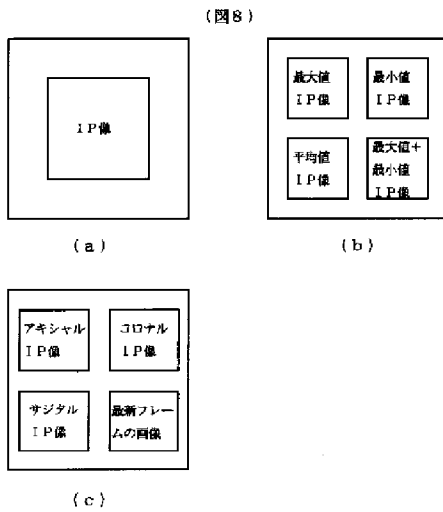 (図8)
IP像
(a)
最大値
IP像
最小値
IP像
平均値
IP像
最大値+
最小値
IP像
(b)
アキシャル
IP像
コロナル
IP像
サジタル
IP像
最新フレー
ムの画像
(c)